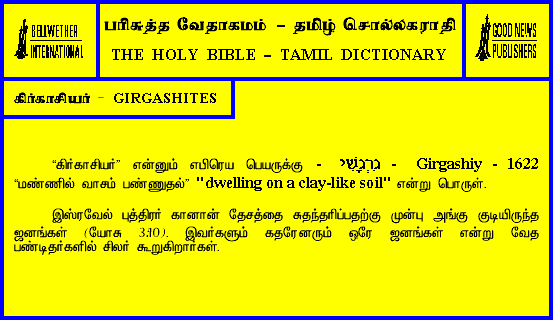 BELLWETHER
INTERNATIONAL
பரிசுத்த வேதாகமம் – தமிழ் சொல்லகராதி
THE HOLY BIBLE – TAMIL DICTIONARY
GOOD NEWS
PUBLISHERS
கிர்காசியர் – GIRGASHITES
“கிர்காசியர்” என்னும் எபிரெய பெயருக்கு - גִּרְגָּשִׁי - Girgashiy - 1622
“மண்ணில் வாசம் பண்ணுதல்” "dwelling on a clay-like soil" என்று பொருள்.
இஸ்ரவேல் புத்திரர் கானான் தேசத்தை சுதந்தரிப்பதற்கு முன்பு அங்கு குடியிருந்த
ஜனங்கள் (யோசு 3:10). இவர்களும் கதரேனரும் ஒரே ஜனங்கள் என்று வேத
பண்டிதர்களில் சிலர் கூறுகிறார்கள்.